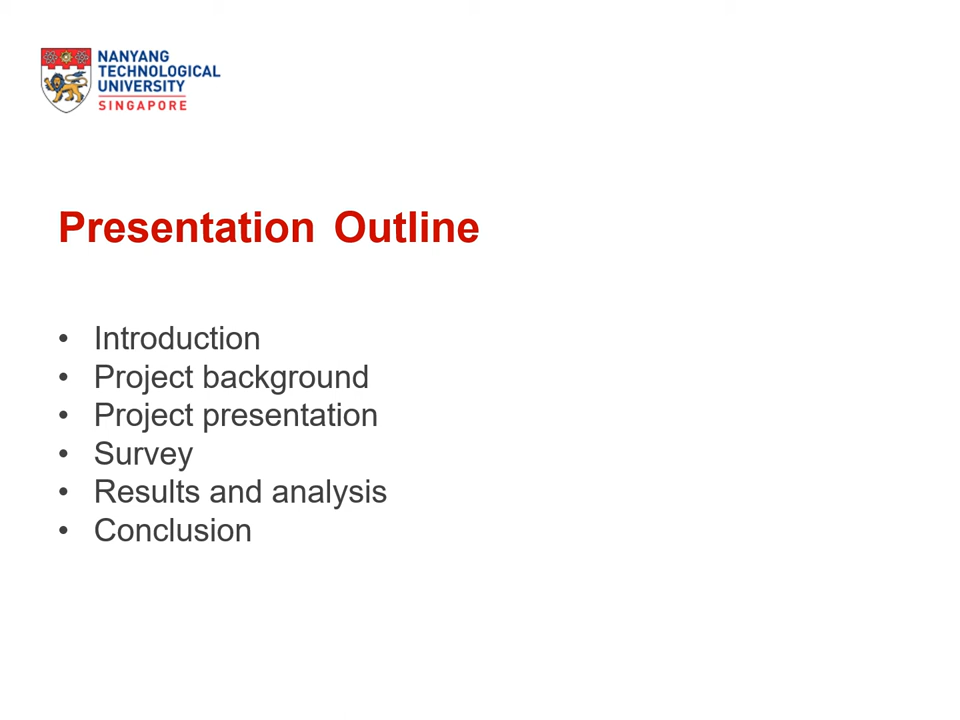 NANYANG
TECHNOLOGICAL
UNIVERSITY
SINGAPORE
Presentation Outline
• Introduction
• Project background
• Project presentation
• Survey
• Results and analysis
• Conclusion